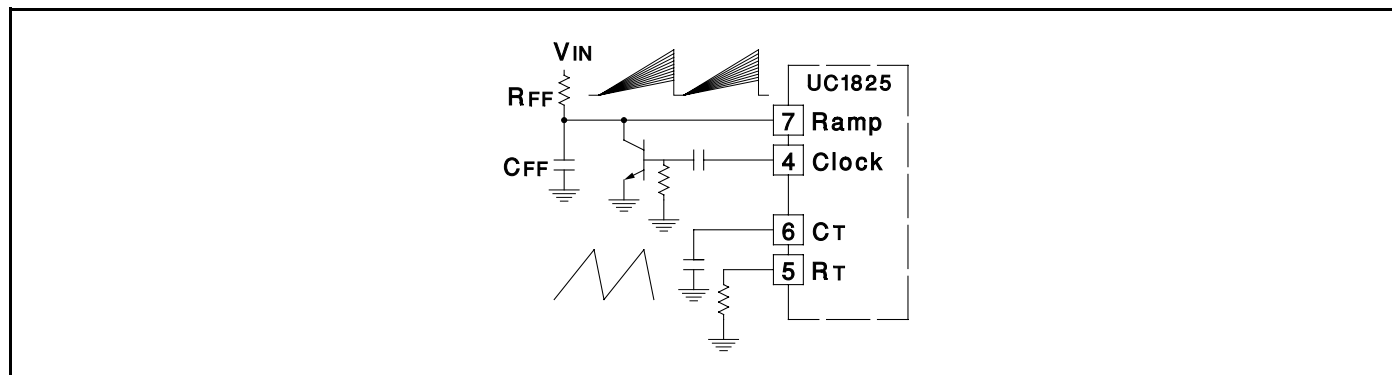 VIN
RFF
CFF
UC1825
7 Ramp
4 Clock
6 CT
5 RT